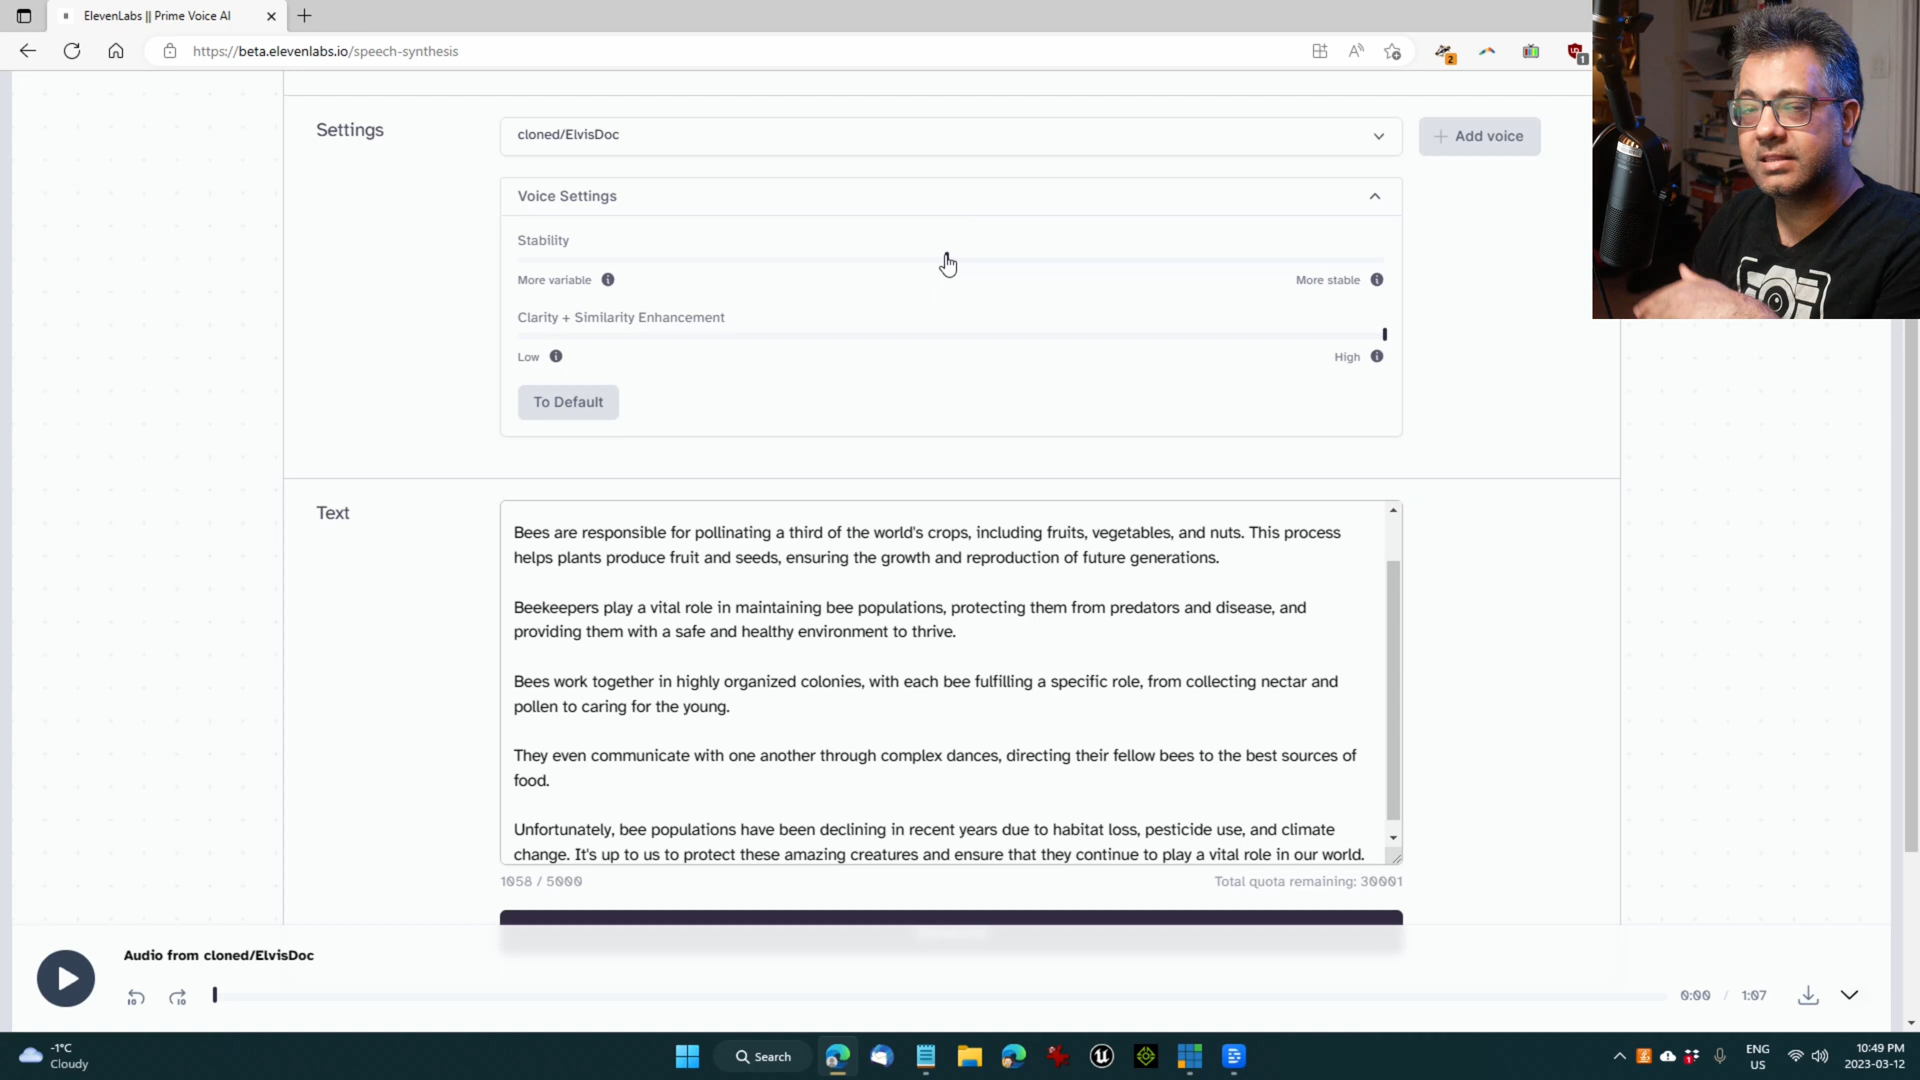 ElevenLabs || Prime Voice AI
https://beta.elevenlabs.io/speech-synthesis
2
1
Settings
cloned/ElvisDoc
+ Add voice
Voice Settings
Stability
More variable
More stable
Clarity + Similarity Enhancement
Low
High
To Default
Text
Bees are responsible for pollinating a third of the world's crops, including fruits, vegetables, and nuts. This process
helps plants produce fruit and seeds, ensuring the growth and reproduction of future generations.
Beekeepers play a vital role in maintaining bee populations, protecting them from predators and disease, and
providing them with a safe and healthy environment to thrive.
Bees work together in highly organized colonies, with each bee fulfilling a specific role, from collecting nectar and
pollen to caring for the young.
They even communicate with one another through complex dances, directing their fellow bees to the best sources of
food.
Unfortunately, bee populations have been declining in recent years due to habitat loss, pesticide use, and climate
change. It's up to us to protect these amazing creatures and ensure that they continue to play a vital role in our world.
1058 / 5000
Total quota remaining: 30001
Audio from cloned/ElvisDoc
10
10
0:00 / 1:07
-1°C
Cloudy
Search
ENG
US
10:49 PM
2023-03-12